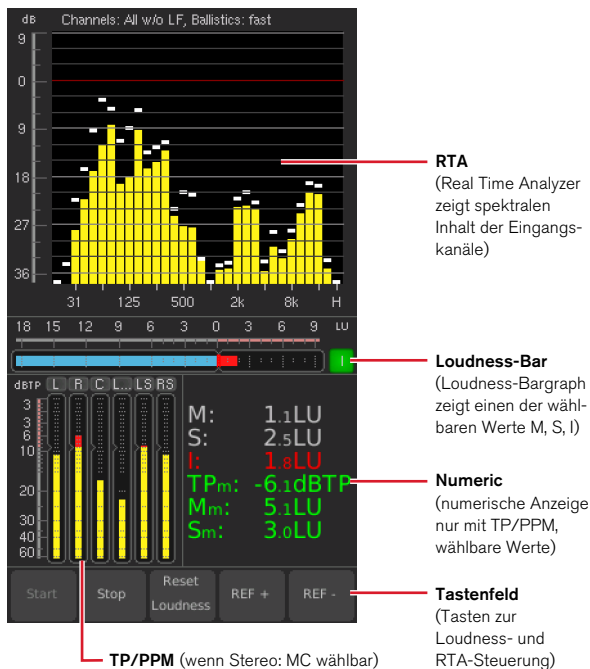 dB Channels: All w/o LF, Ballistics: fast
9
0
9
18
27
36
31 125 500 2k 8k H
RTA
(Real Time Analyzer
zeigt spektralen
Inhalt der Eingangs-
kanäle)
18 15 12 9 6 3 0 3 6 9 LU
I
Loudness-Bar
(Loudness-Bargraph
zeigt einen der wähl-
baren Werte M, S, I)
dBTP L R C L... LS RS
3
3
6
10
20
30
40
60
M: 1.1LU
S: 2.5LU
I: 1.8LU
TPm: -6.1dBTP
Mm: 5.1LU
Sm: 3.0LU
Numeric
(numerische Anzeige
nur mit TP/PPM,
wählbare Werte)
Start Stop Reset Loudness REF + REF -
Tastenfeld
(Tasten zur
Loudness- und
RTA-Steuerung)
TP/PPM (wenn Stereo: MC wählbar)